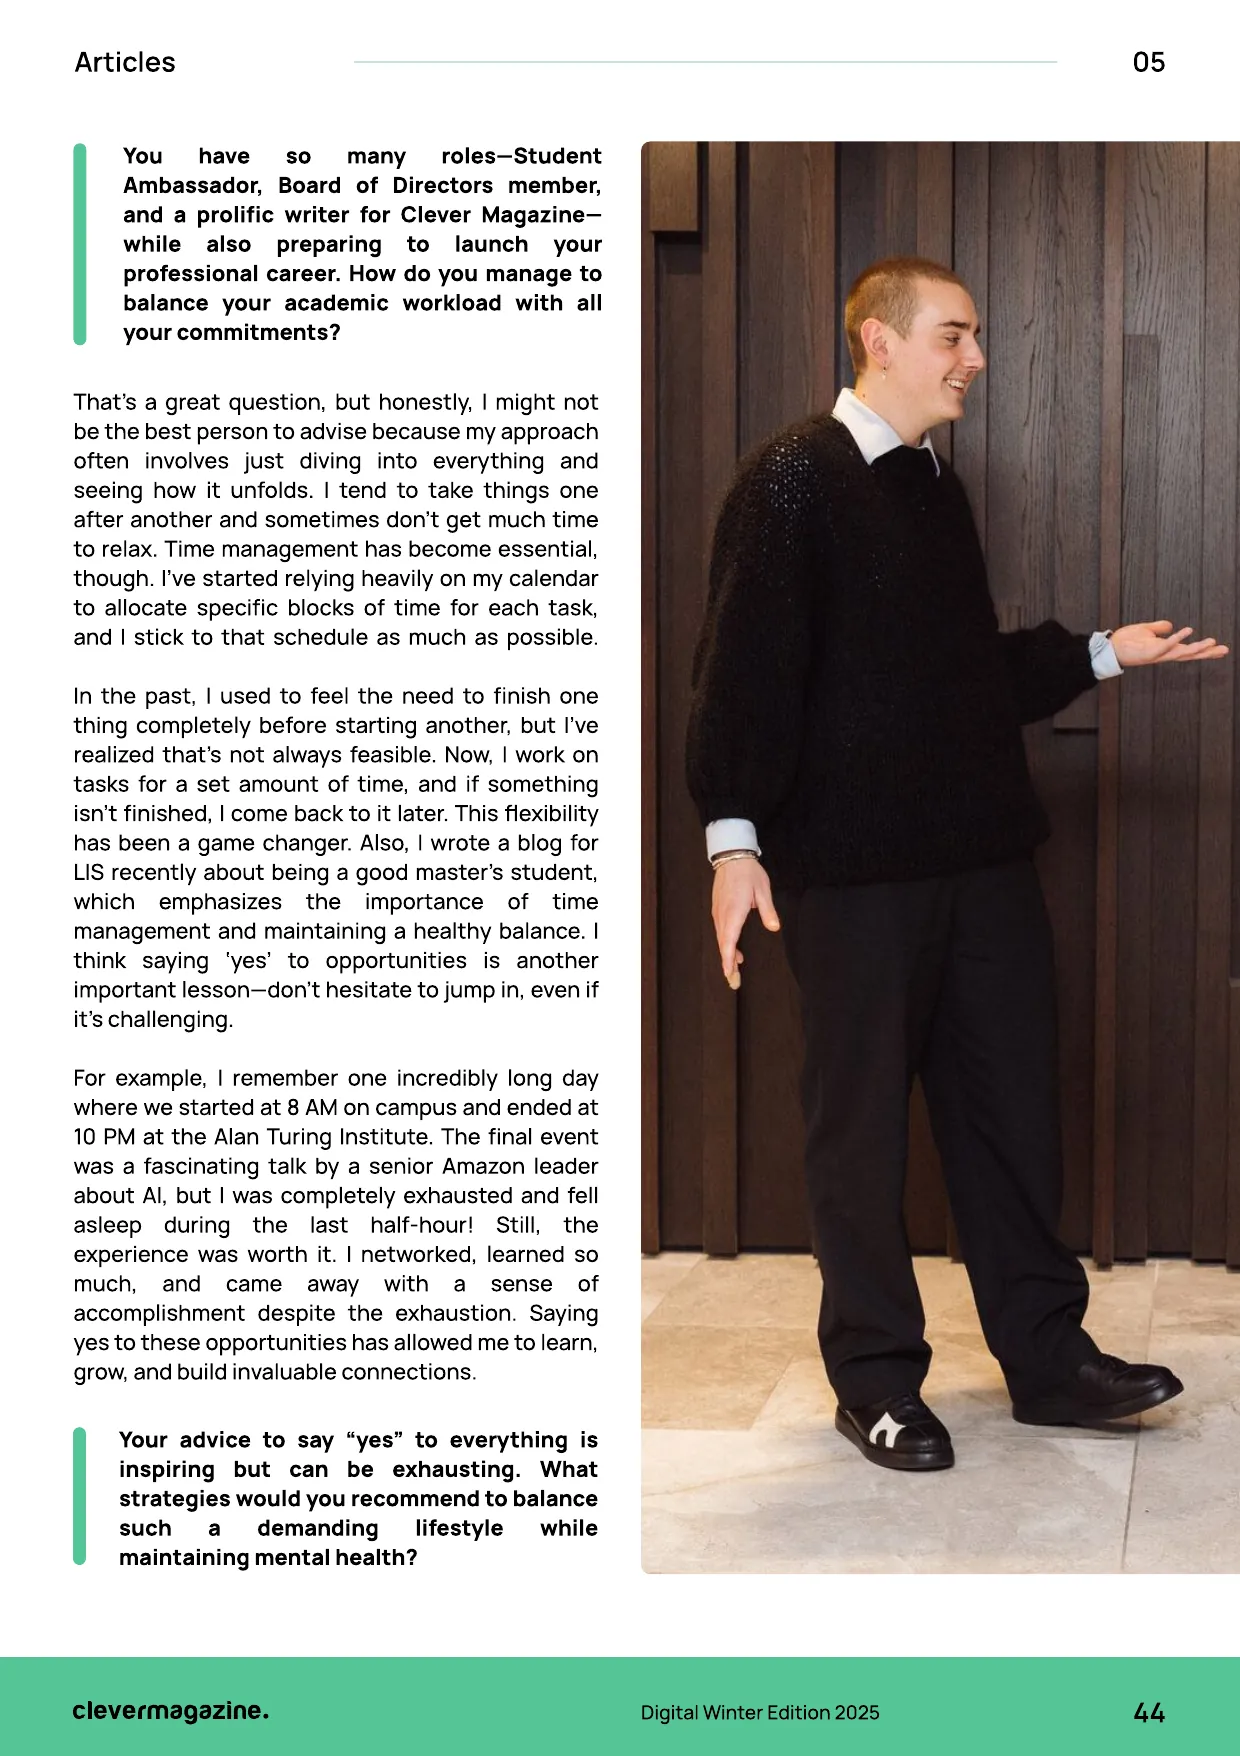 Articles
05
You have so many roles—Student
Ambassador, Board of Directors member,
and a prolific writer for Clever Magazine—
while also preparing to launch your
professional career. How do you manage to
balance your academic workload with all
your commitments?
That's a great question, but honestly, I might not
be the best person to advise because my approach
often involves just diving into everything and
seeing how it unfolds. I tend to take things one
after another and sometimes don't get much time
to relax. Time management has become essential,
though. I've started relying heavily on my calendar
to allocate specific blocks of time for each task,
and I stick to that schedule as much as possible.
In the past, I used to feel the need to finish one
thing completely before starting another, but I've
realized that's not always feasible. Now, I work on
tasks for a set amount of time, and if something
isn't finished, I come back to it later. This flexibility
has been a game changer. Also, I wrote a blog for
LIS recently about being a good master's student,
which emphasizes the importance of time
management and maintaining a healthy balance. I
think saying 'yes' to opportunities is another
important lesson—don't hesitate to jump in, even if
it's challenging.
For example, I remember one incredibly long day
where we started at 8 AM on campus and ended at
10 PM at the Alan Turing Institute. The final event
was a fascinating talk by a senior Amazon leader
about AI, but I was completely exhausted and fell
asleep during the last half-hour! Still, the
experience was worth it. I networked, learned so
much, and came away with a sense of
accomplishment despite the exhaustion. Saying
yes to these opportunities has allowed me to learn,
grow, and build invaluable connections.
Your advice to say “yes” to everything is
inspiring but can be exhausting. What
strategies would you recommend to balance
such a demanding lifestyle while
maintaining mental health?
clevermagazine.
Digital Winter Edition 2025
44